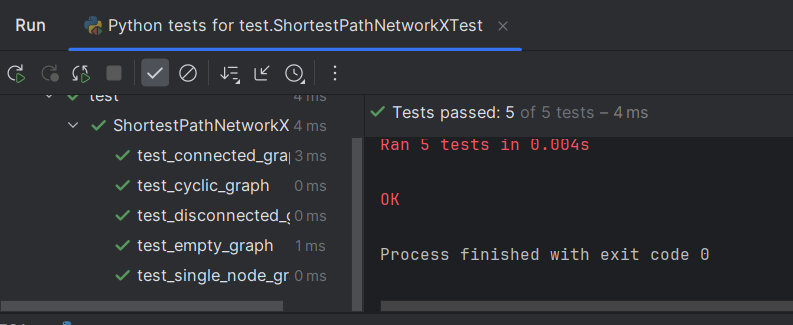 Run
Python tests for test.ShortestPathNetworkXTest
test 4 ms
ShortestPathNetworkX 4 ms
test_connected_gra 3 ms
test_cyclic_graph 0 ms
test_disconnected_g 0 ms
test_empty_graph 1 ms
test_single_node_gr 0 ms
Tests passed: 5 of 5 tests – 4 ms
Ran 5 tests in 0.004s
OK
Process finished with exit code 0